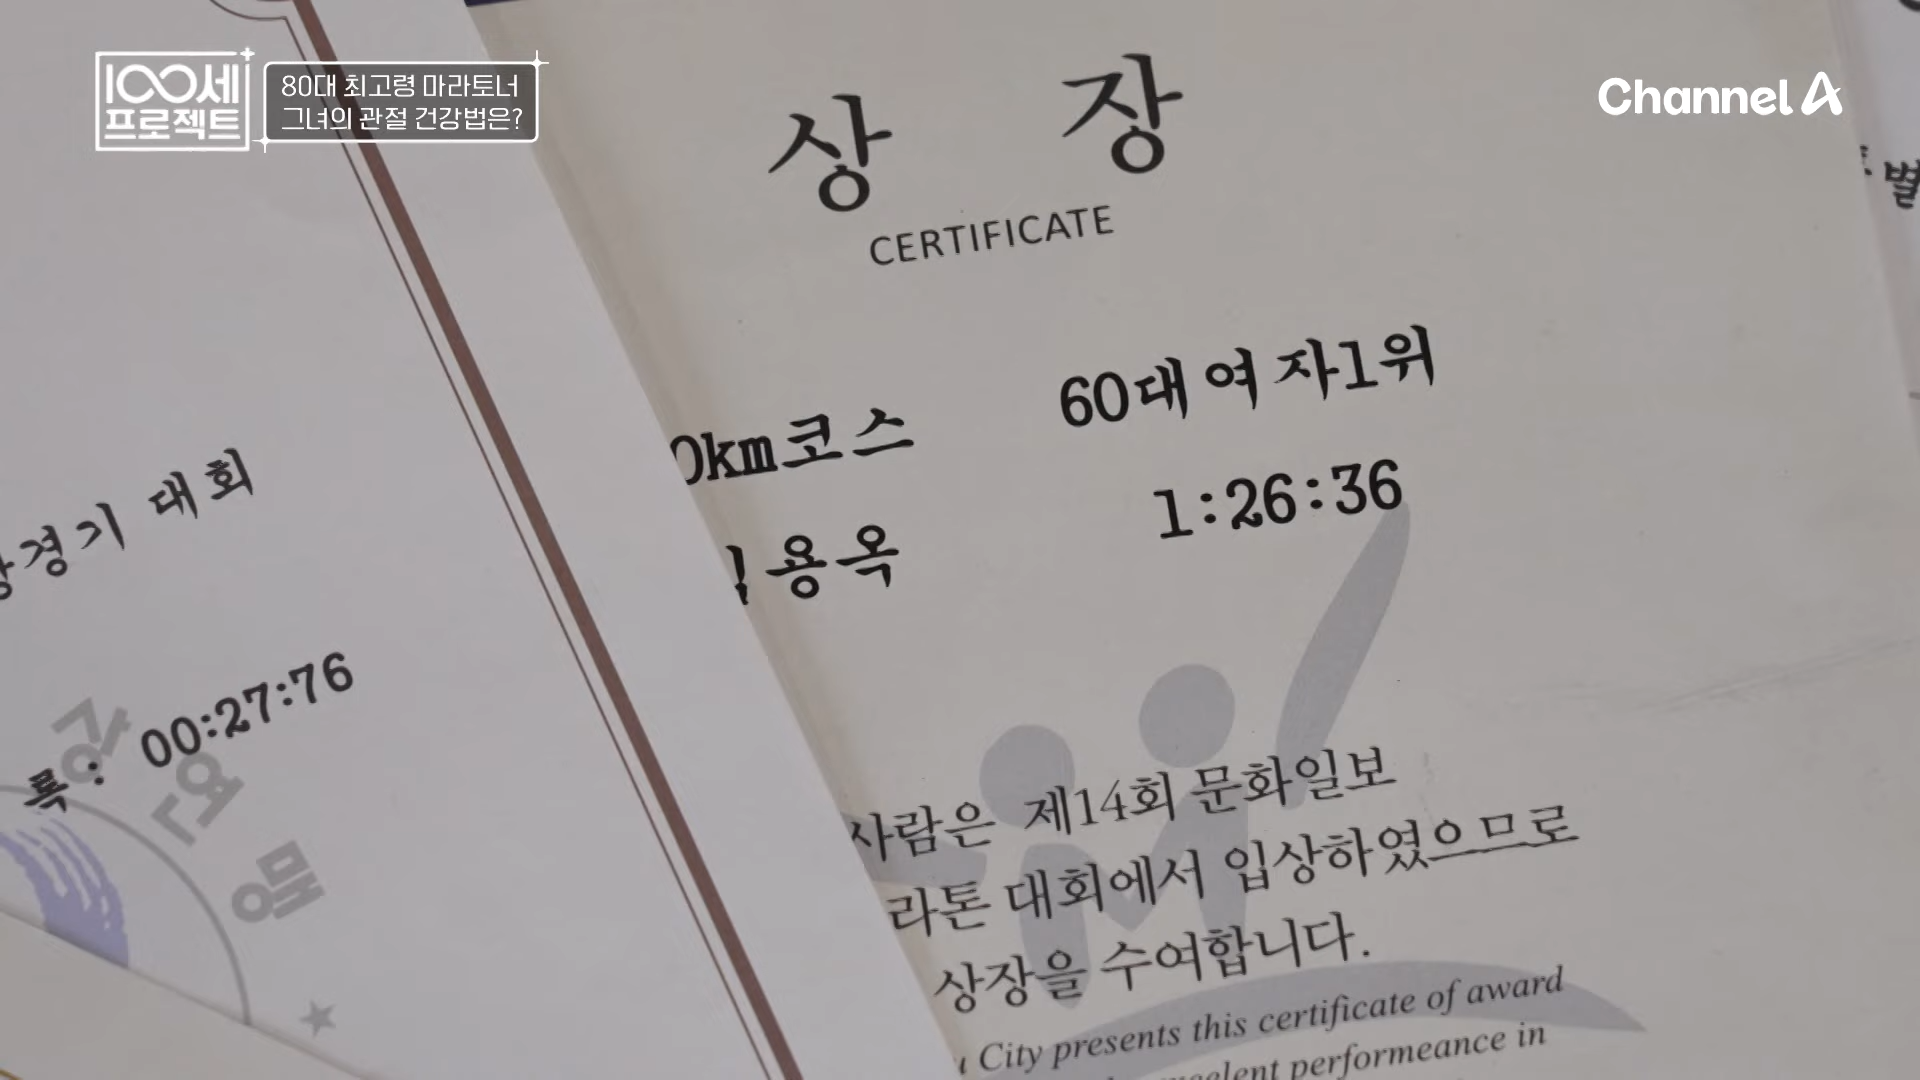 100세
프로젝트
80대 최고령 마라토너
그녀의 관절 건강법은?
Channel A
상 장
CERTIFICATE
km코스 60대여자1위
용옥 1:26:36
사람은 제14회 문화일보
라톤 대회에서 입상하였으므로
상장을 수여합니다.
City presents this certificate of award
performeance in
경기 대회
록: 00:27:76
연맹
별